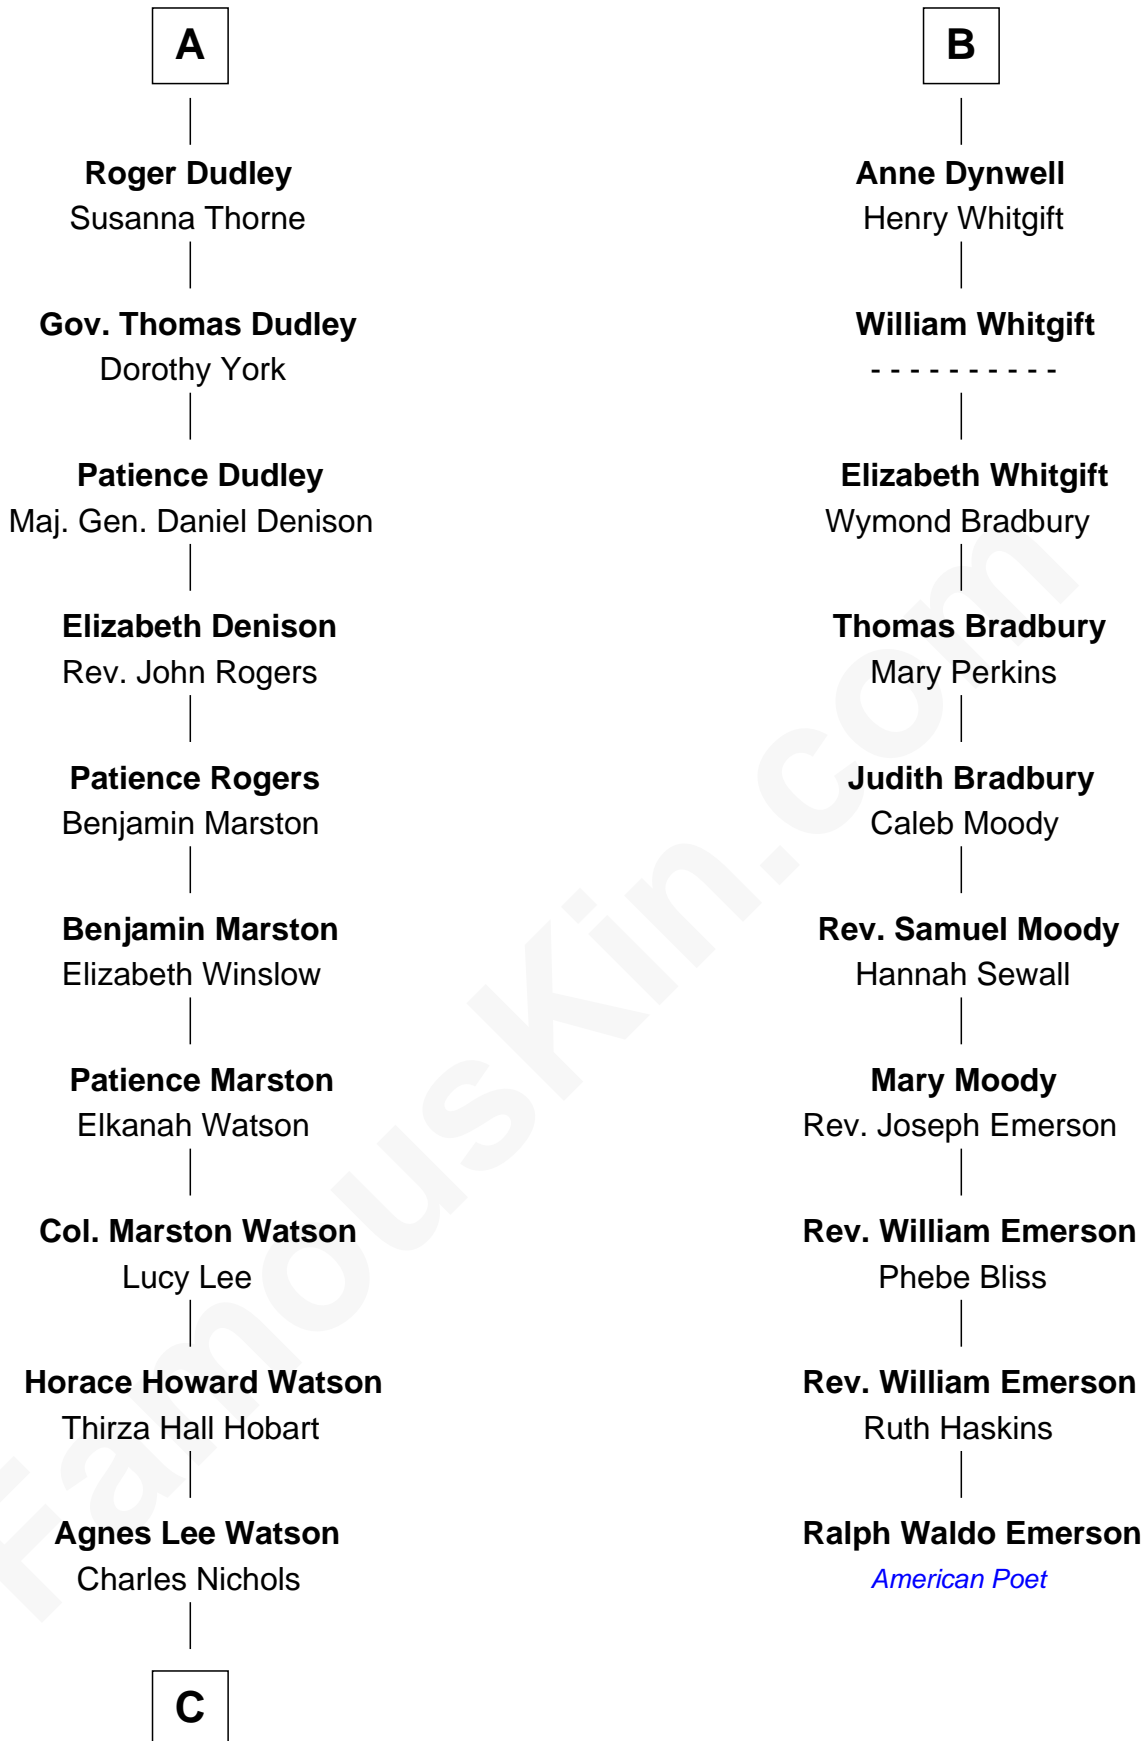 A
Roger Dudley
Susanna Thorne
Gov. Thomas Dudley
Dorothy York
Patience Dudley
Maj. Gen. Daniel Denison
Elizabeth Denison
Rev. John Rogers
Patience Rogers
Benjamin Marston
Benjamin Marston
Elizabeth Winslow
Patience Marston
Elkanah Watson
Col. Marston Watson
Lucy Lee
Horace Howard Watson
Thirza Hall Hobart
Agnes Lee Watson
Charles Nichols
C
B
Anne Dynwell
Henry Whitgift
William Whitgift
- - - - - - - - - -
Elizabeth Whitgift
Wymond Bradbury
Thomas Bradbury
Mary Perkins
Judith Bradbury
Caleb Moody
Rev. Samuel Moody
Hannah Sewall
Mary Moody
Rev. Joseph Emerson
Rev. William Emerson
Phebe Bliss
Rev. William Emerson
Ruth Haskins
Ralph Waldo Emerson
American Poet
FamousKin.com